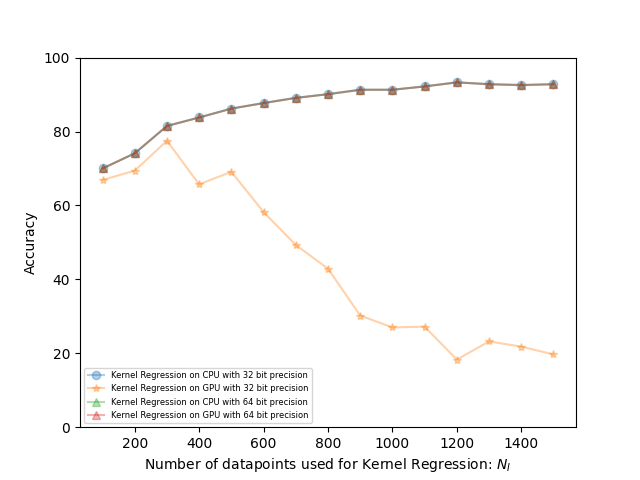 100
80
60
40
20
0
Accuracy
Kernel Regression on CPU with 32 bit precision
Kernel Regression on GPU with 32 bit precision
Kernel Regression on CPU with 64 bit precision
Kernel Regression on GPU with 64 bit precision
200 400 600 800 1000 1200 1400
Number of datapoints used for Kernel Regression: N_l